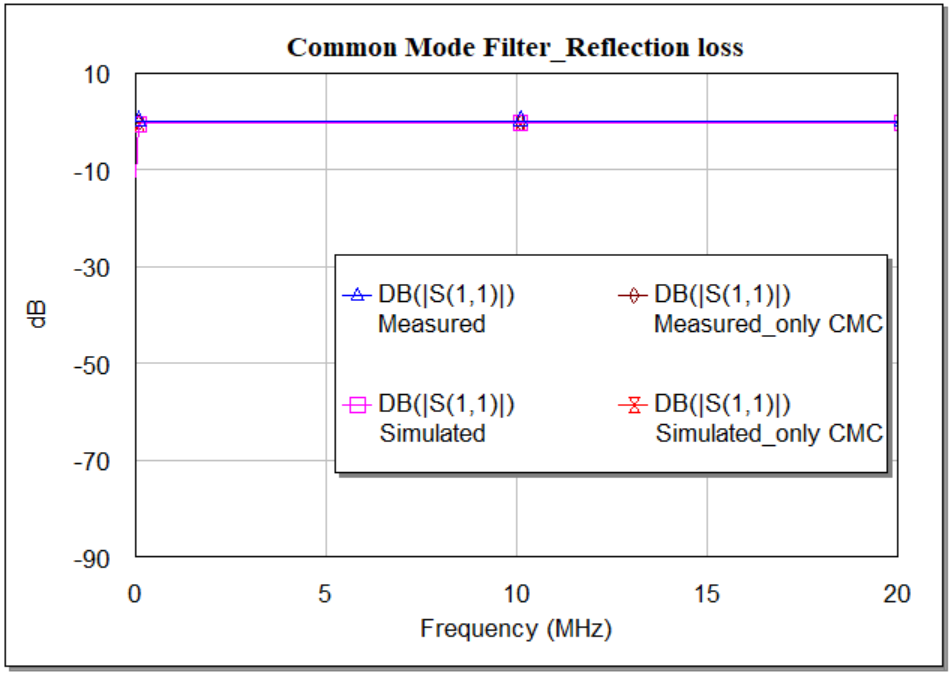 Common Mode Filter_Reflection loss
10
-10
-30
-50
-70
-90
dB
DB(|S(1,1)|)
Measured
DB(|S(1,1)|)
Measured_only CMC
DB(|S(1,1)|)
Simulated
DB(|S(1,1)|)
Simulated_only CMC
0
5
10
15
20
Frequency (MHz)